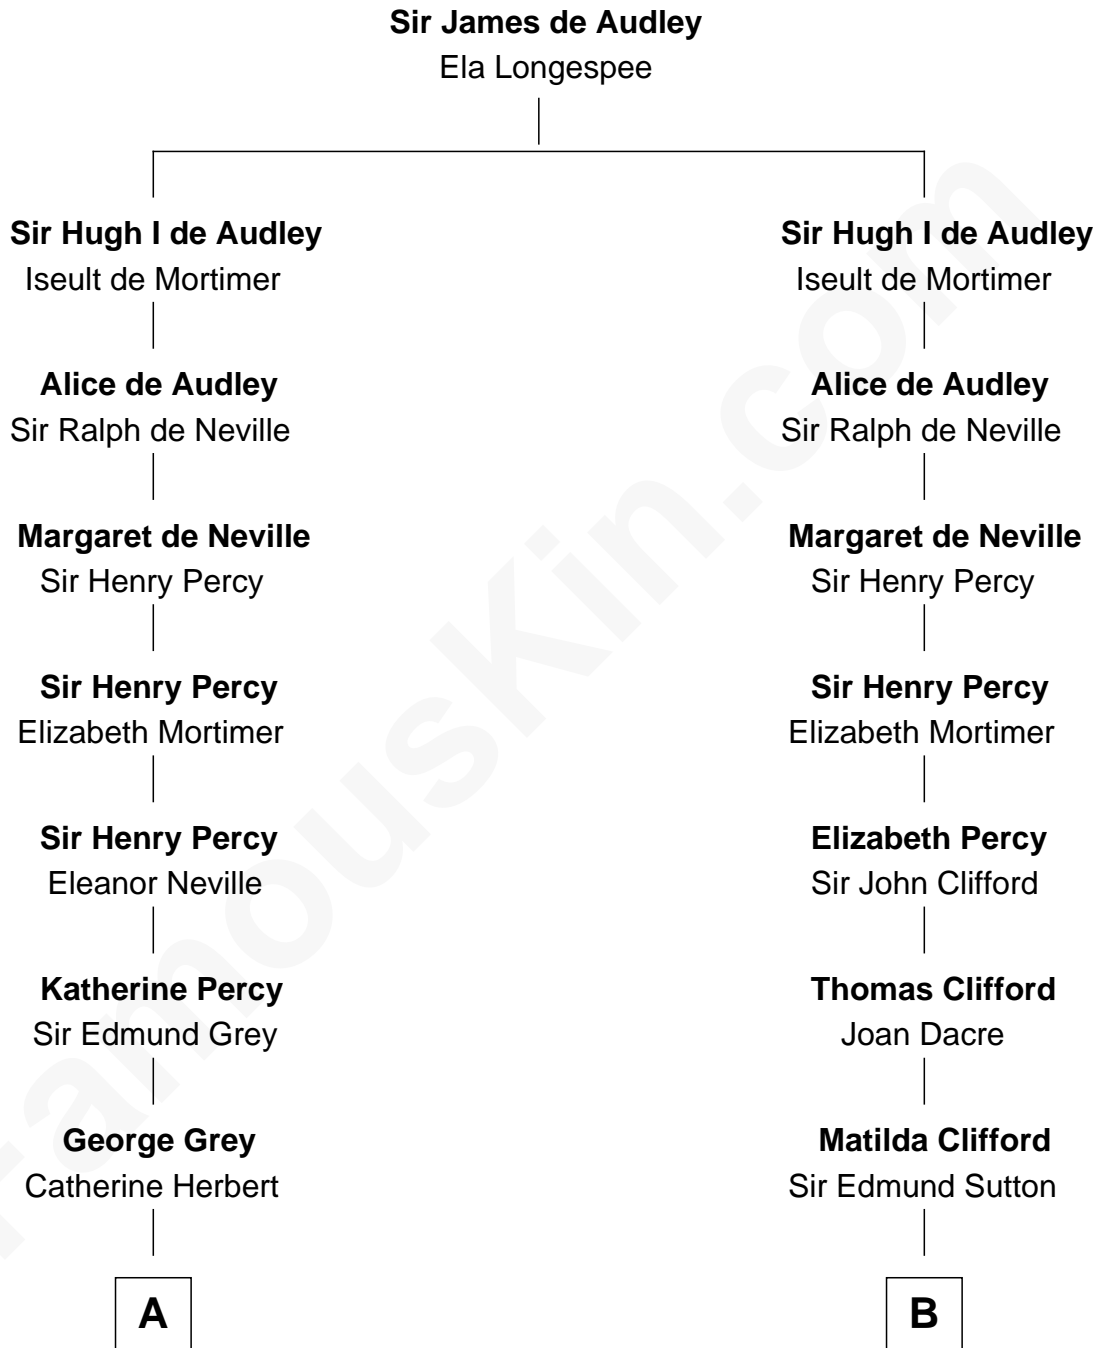 Sir James de Audley
Ela Longespee
Sir Hugh I de Audley
Iseult de Mortimer
Sir Hugh I de Audley
Iseult de Mortimer
Alice de Audley
Sir Ralph de Neville
Alice de Audley
Sir Ralph de Neville
Margaret de Neville
Sir Henry Percy
Margaret de Neville
Sir Henry Percy
Sir Henry Percy
Elizabeth Mortimer
Sir Henry Percy
Elizabeth Mortimer
Sir Henry Percy
Eleanor Neville
Elizabeth Percy
Sir John Clifford
Katherine Percy
Sir Edmund Grey
Thomas Clifford
Joan Dacre
George Grey
Catherine Herbert
Matilda Clifford
Sir Edmund Sutton
A
B
FamousKin.com